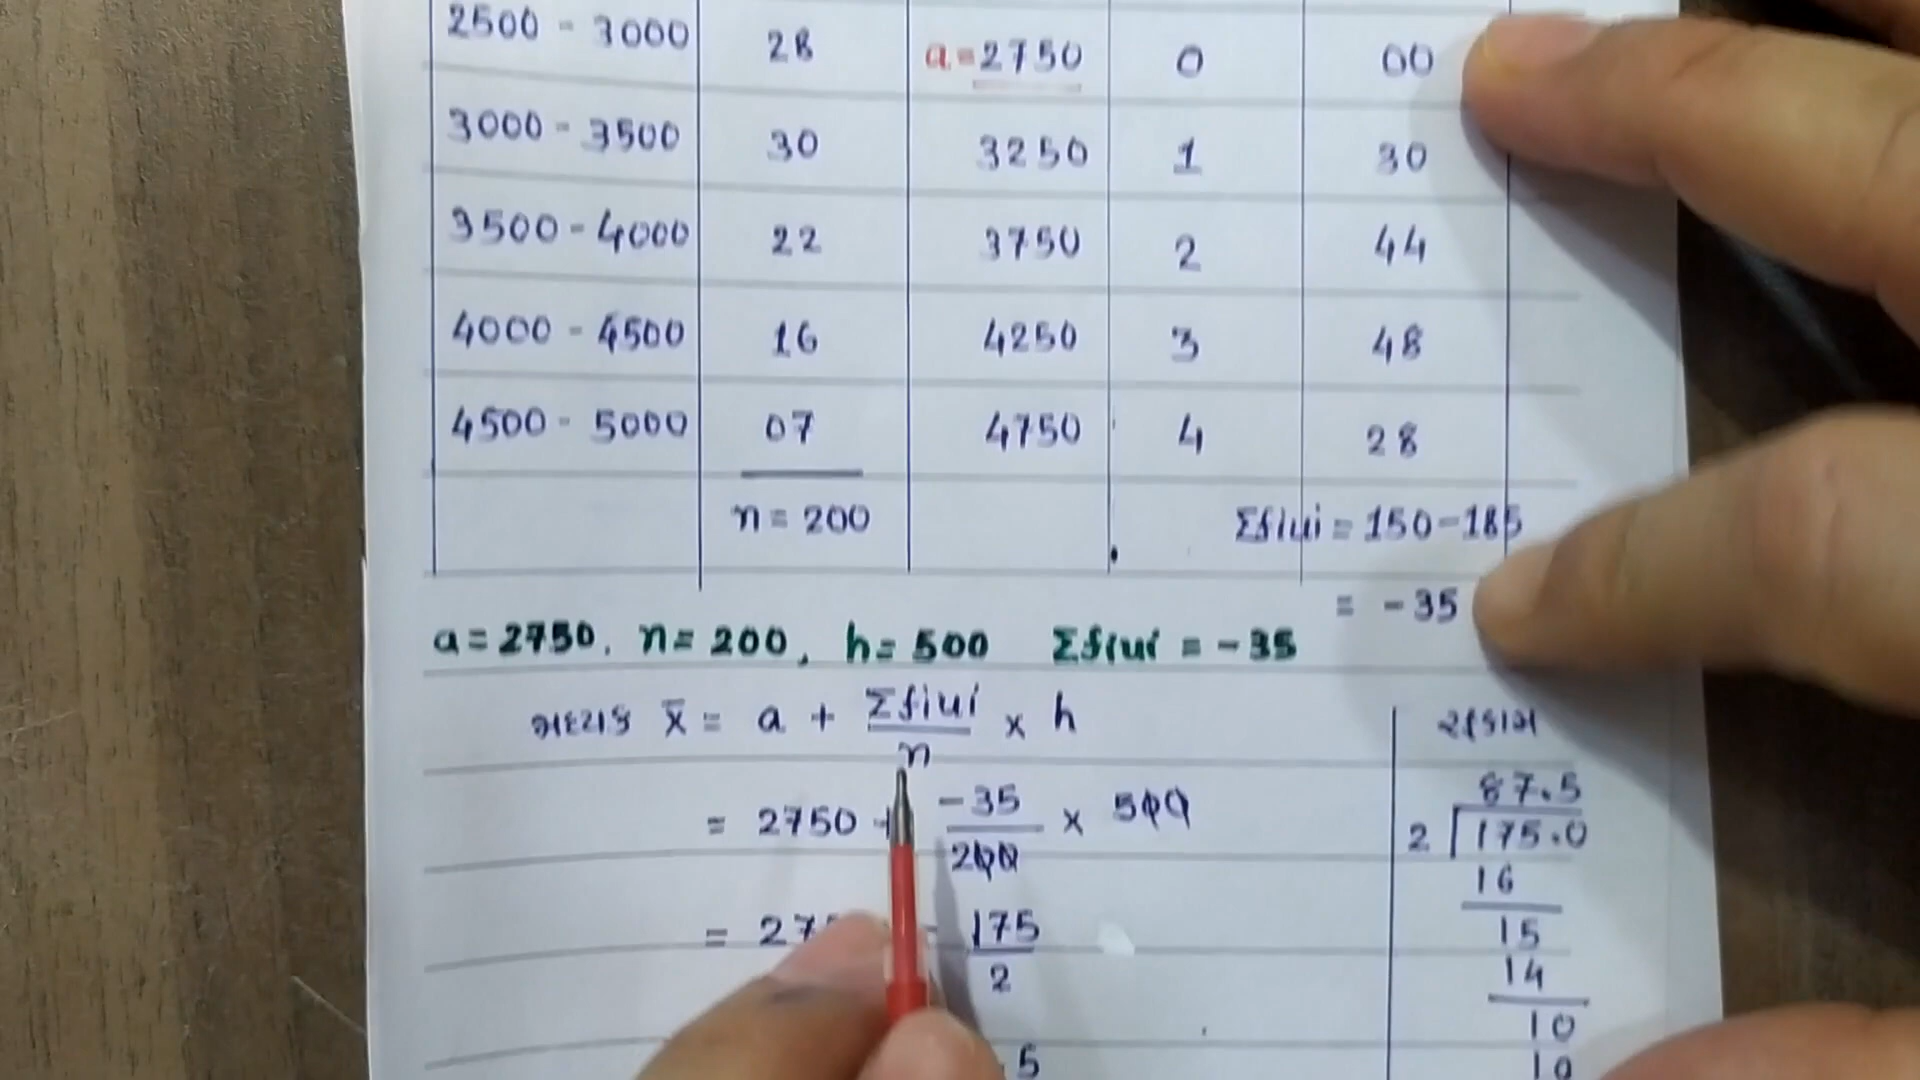 2500 - 3000 28 a=2750 0 00
3000 - 3500 30 3250 1 30
3500 - 4000 22 3750 2 44
4000 - 4500 16 4250 3 48
4500 - 5000 07 4750 4 28
n = 200 Σfiui = 150-185
= -35
a = 2750, n = 200, h = 500 Σfiui = -35
મધ્યક x̄ = a + Σfiui/n × h
= 2750 + -35/200 × 500
= 27 - 175/2
.5
87.5
2 175.0
16
15
14
10
10